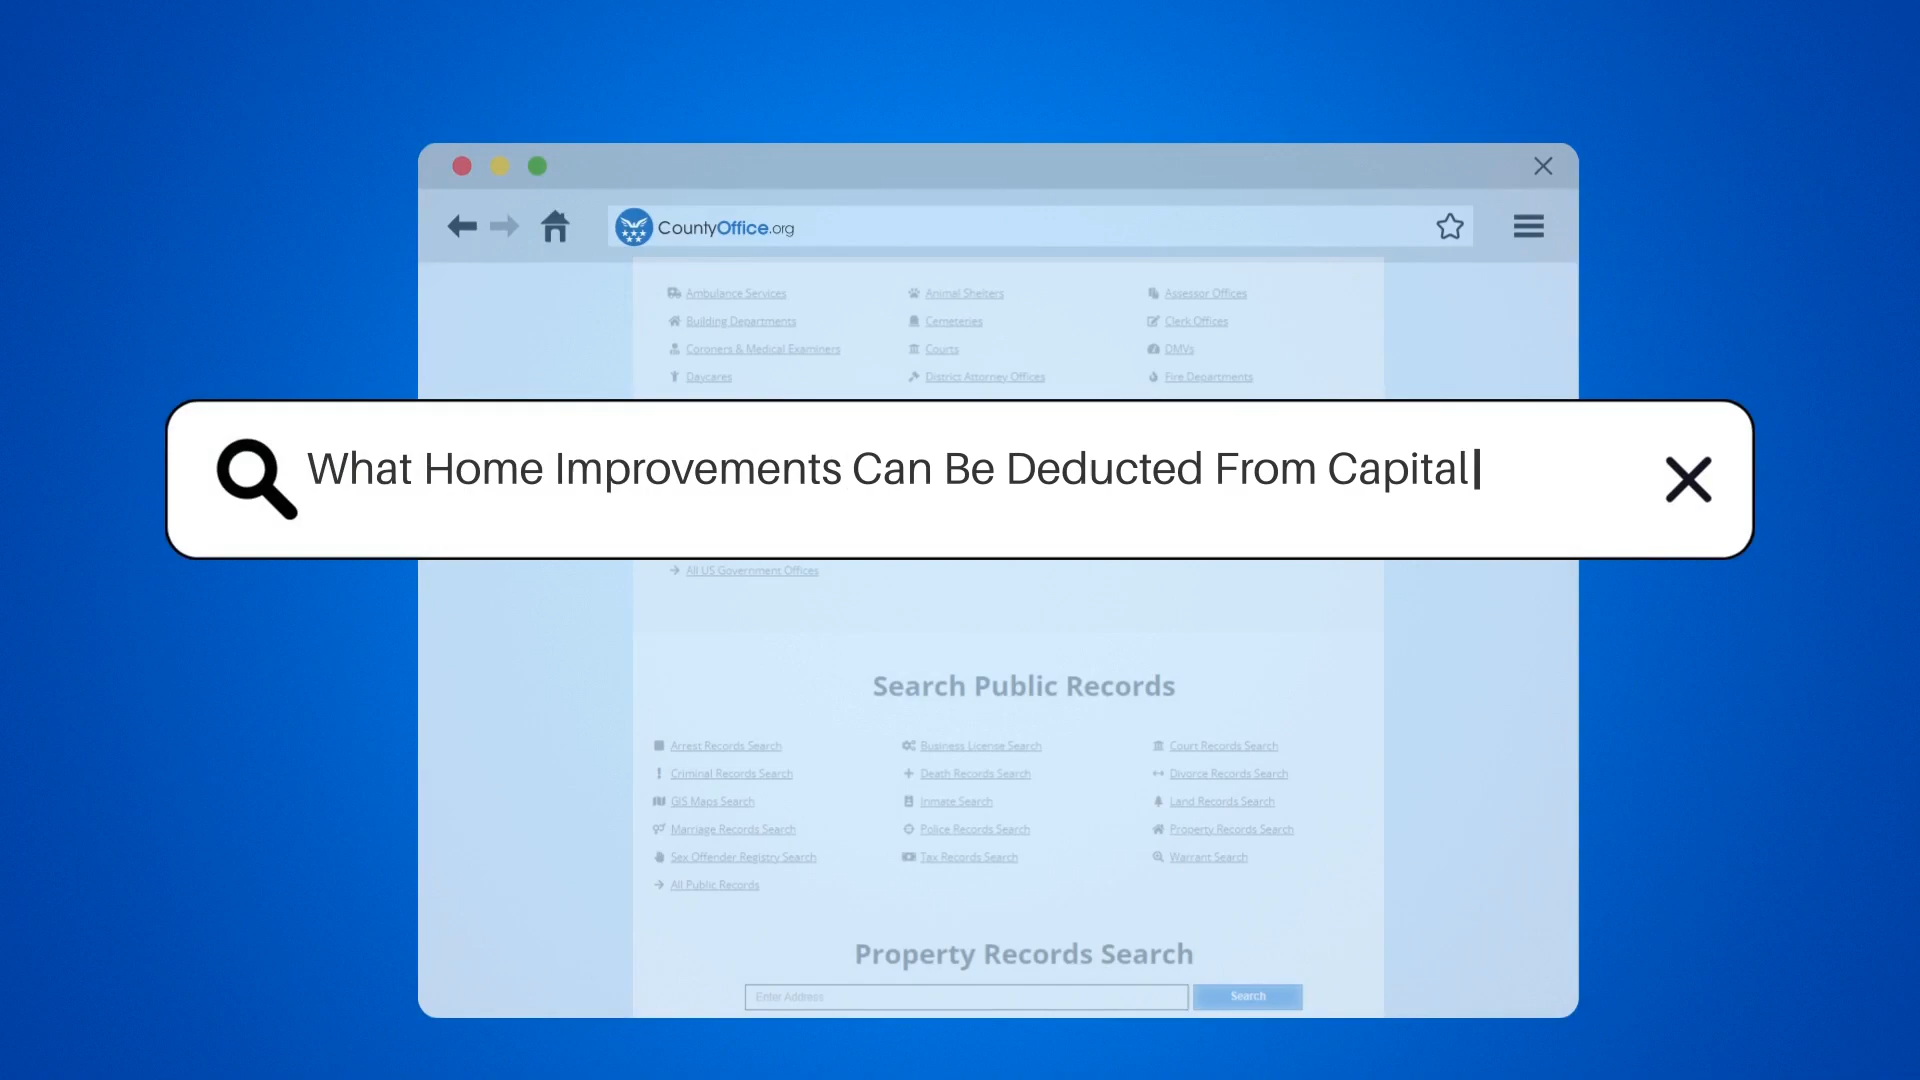 CountyOffice.org
Ambulance Services Animal Shelters Assessor Offices
Building Departments Cemeteries Clerk Offices
Coroners & Medical Examiners Courts DMVs
Daycares District Attorney Offices Fire Departments
What Home Improvements Can Be Deducted From Capital
All US Government Offices
Search Public Records
Arrest Records Search Business License Search Court Records Search
Criminal Records Search Death Records Search Divorce Records Search
GIS Maps Search Inmate Search Land Records Search
Marriage Records Search Police Records Search Property Records Search
Sex Offender Registry Search Tax Records Search Warrant Search
All Public Records
Property Records Search
Enter Address Search